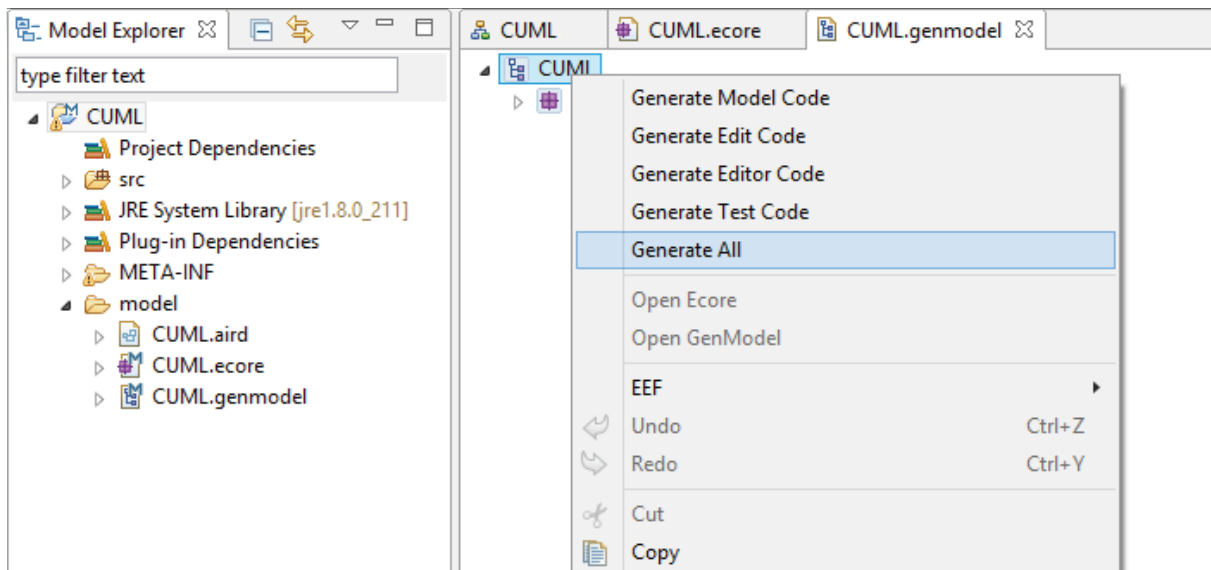 Model Explorer
type filter text
CUML
Project Dependencies
src
JRE System Library [jre1.8.0_211]
Plug-in Dependencies
META-INF
model
CUML.aird
CUML.ecore
CUML.genmodel
CUML CUML.ecore CUML.genmodel
CUML
Generate Model Code
Generate Edit Code
Generate Editor Code
Generate Test Code
Generate All
Open Ecore
Open GenModel
EEF
Undo Ctrl+Z
Redo Ctrl+Y
Cut
Copy